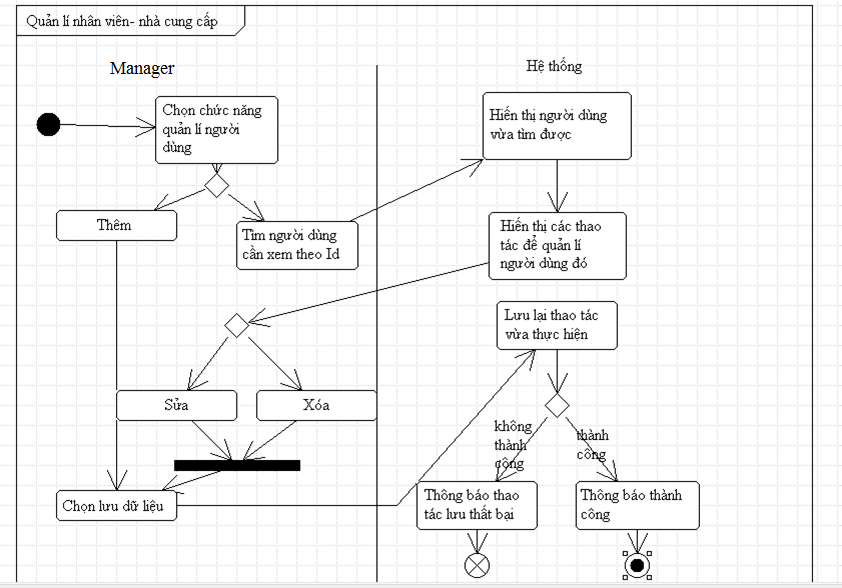 Quản lí nhân viên- nhà cung cấp
Manager
Hệ thống
Chọn chức năng
quản lí người
dùng
Hiển thị người dùng
vừa tìm được
Thêm
Tìm người dùng
cần xem theo Id
Hiển thị các thao
tác để quản lí
người dùng đó
Lưu lại thao tác
vừa thực hiện
Sửa
Xóa
không
thành
công
thành
công
Chọn lưu dữ liệu
Thông báo thao
tác lưu thất bại
Thông báo thành
công